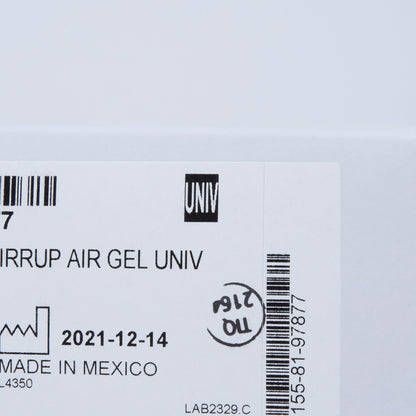 UNIV
7
IRRUP AIR GEL UNIV
2021-12-14
MADE IN MEXICO
L4350
LAB2329.C
155-81-97877